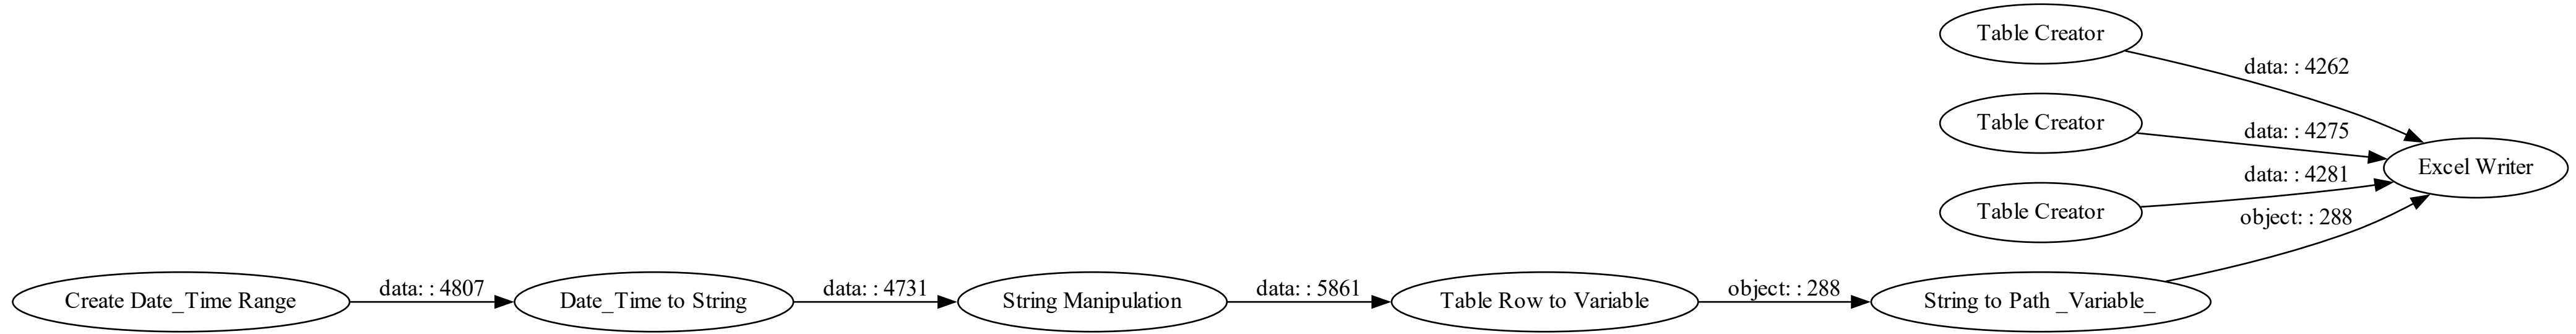 Table Creator
data: : 4262
Table Creator
data: : 4275
Excel Writer
data: : 4281
Table Creator
object: : 288
Create Date_Time Range
data: : 4807
Date_Time to String
data: : 4731
String Manipulation
data: : 5861
Table Row to Variable
object: : 288
String to Path _Variable_